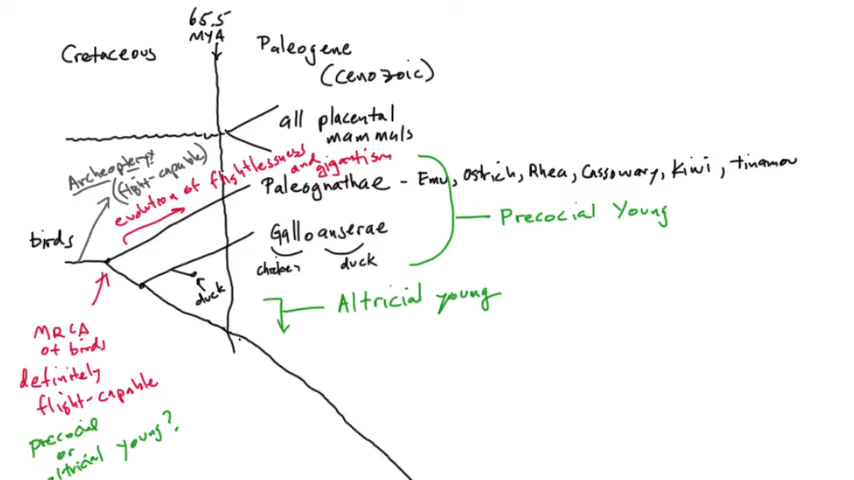 65.5
MYA
Cretaceous
Paleogene
(Cenozoic)
all placental
mammals
Archeopteryx
(flight-capable)
evolution of flightlessness
and gigantism
Paleognathae - Emu, Ostrich, Rhea, Cassowary, Kiwi, tinamou
Precocial Young
birds
Galloanserae
chicken
duck
duck
Altricial young
MRCA
of birds
definitely
flight-capable
precocial
or
altricial young?